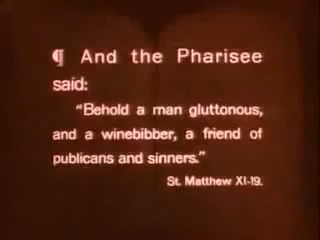 ¶ And the Pharisee
said:
"Behold a man gluttonous,
and a winebibber, a friend of
publicans and sinners."
St. Matthew XI-19.